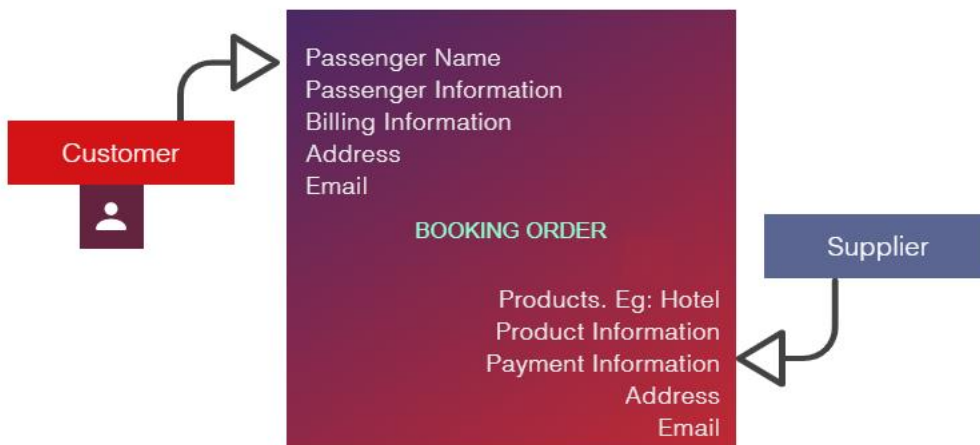 Passenger Name
Passenger Information
Billing Information
Address
Email
Customer
BOOKING ORDER
Supplier
Products. Eg: Hotel
Product Information
Payment Information
Address
Email